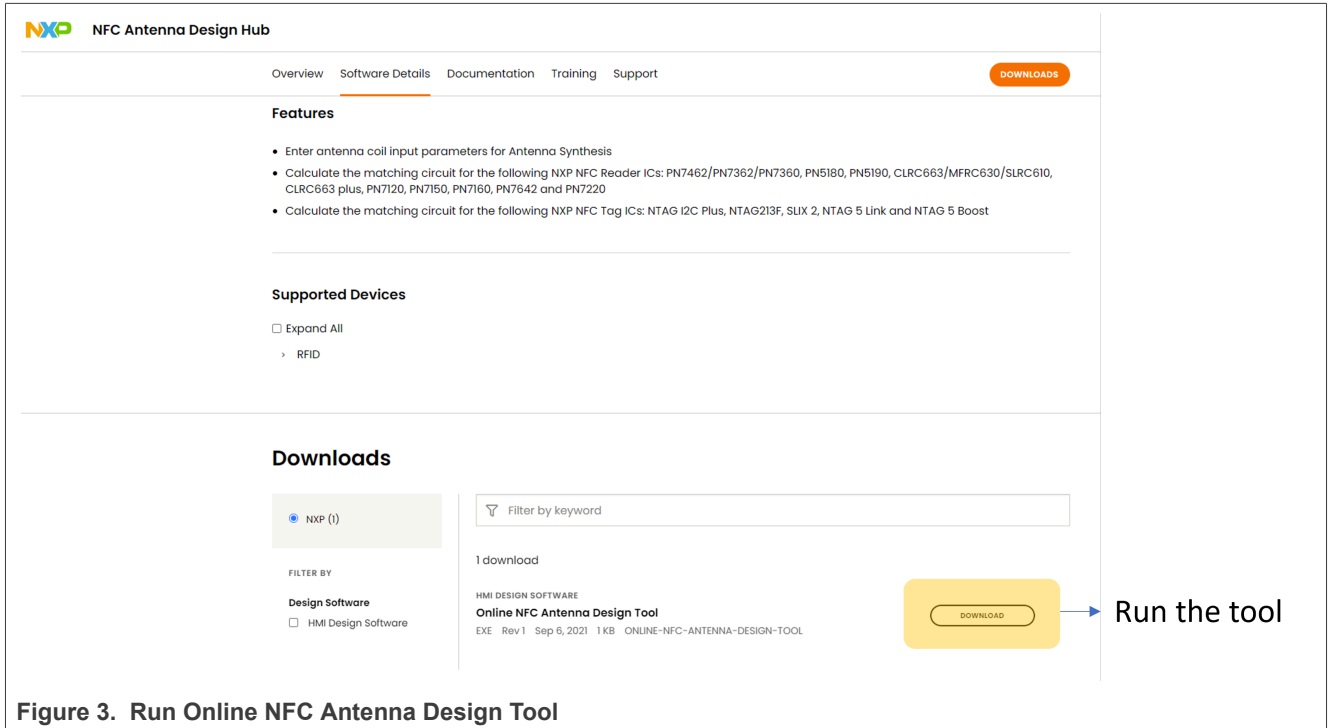 NXP NFC Antenna Design Hub
Overview Software Details Documentation Training Support DOWNLOADS
Features
• Enter antenna coil input parameters for Antenna Synthesis
• Calculate the matching circuit for the following NXP NFC Reader ICs: PN7462/PN7362/PN7360, PN5180, PN5190, CLRC663/MFRC630/SLRC610,
CLRC663 plus, PN7120, PN7150, PN7160, PN7642 and PN7220
• Calculate the matching circuit for the following NXP NFC Tag ICs: NTAG I2C Plus, NTAG213F, SLIX 2, NTAG 5 Link and NTAG 5 Boost
Supported Devices
Expand All
> RFID
Downloads
NXP (1)
Filter by keyword
1 download
FILTER BY
Design Software
HMI Design Software
HMI DESIGN SOFTWARE
Online NFC Antenna Design Tool
EXE Rev 1 Sep 6, 2021 1 KB ONLINE-NFC-ANTENNA-DESIGN-TOOL
DOWNLOAD
Run the tool
Figure 3. Run Online NFC Antenna Design Tool